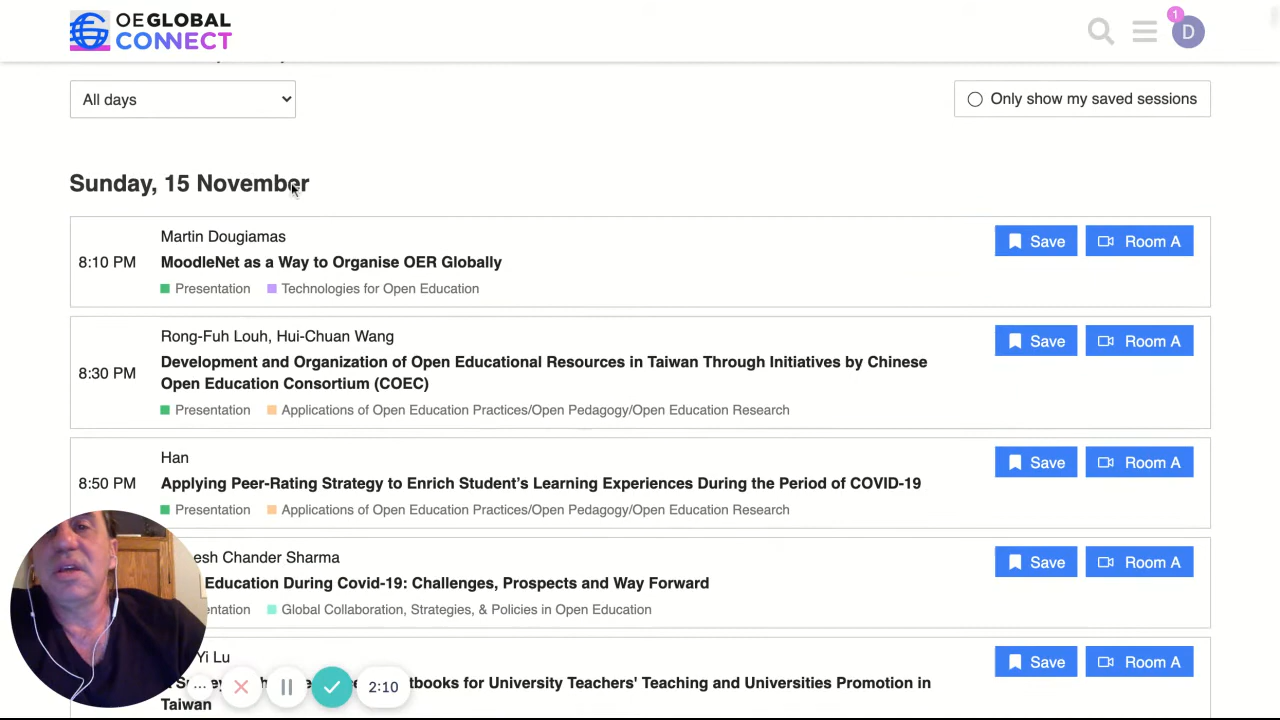 OEGLOBAL
CONNECT
1
D
All days
Only show my saved sessions
Sunday, 15 November
Martin Dougiamas
8:10 PM
MoodleNet as a Way to Organise OER Globally
Presentation Technologies for Open Education
Save
Room A
Rong-Fuh Louh, Hui-Chuan Wang
8:30 PM
Development and Organization of Open Educational Resources in Taiwan Through Initiatives by Chinese
Open Education Consortium (COEC)
Presentation Applications of Open Education Practices/Open Pedagogy/Open Education Research
Save
Room A
Han
8:50 PM
Applying Peer-Rating Strategy to Enrich Student's Learning Experiences During the Period of COVID-19
Presentation Applications of Open Education Practices/Open Pedagogy/Open Education Research
Save
Room A
Chander Sharma
Education During Covid-19: Challenges, Prospects and Way Forward
Global Collaboration, Strategies, & Policies in Open Education
Save
Room A
Yi Lu
for University Teachers' Teaching and Universities Promotion in
Taiwan
Save
Room A
2:10